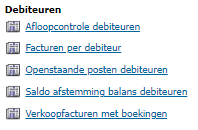 Debiteuren
Afloopcontrole debiteuren
Facturen per debiteur
Openstaande posten debiteuren
Saldo afstemming balans debiteuren
Verkoopfacturen met boekingen